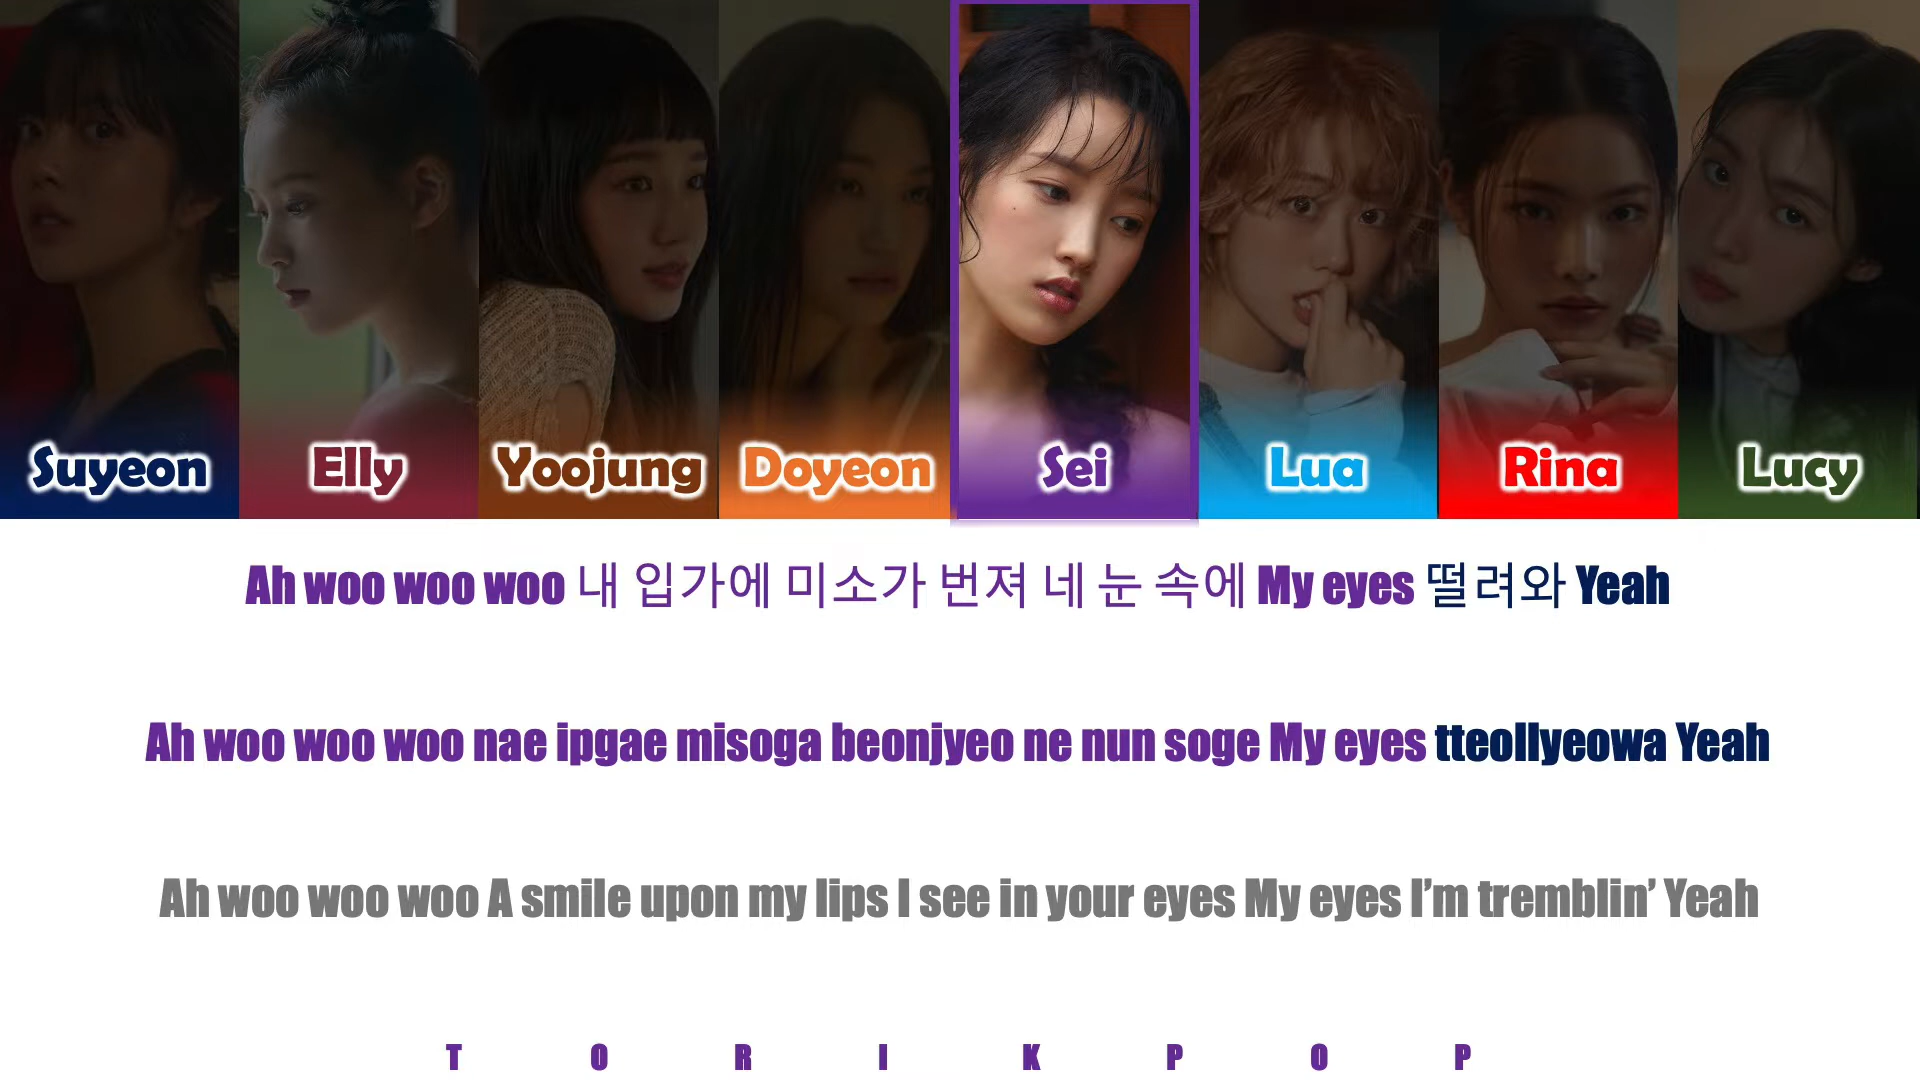 Suyeon Elly Yoojung Doyeon Sei Lua Rina Lucy
Ah woo woo woo 내 입가에 미소가 번져 네 눈 속에 My eyes 떨려와 Yeah
Ah woo woo woo nae ipgae misoga beonjyeo ne nun soge My eyes tteollyeowa Yeah
Ah woo woo woo A smile upon my lips I see in your eyes My eyes I’m tremblin’ Yeah
T O R I K P O P